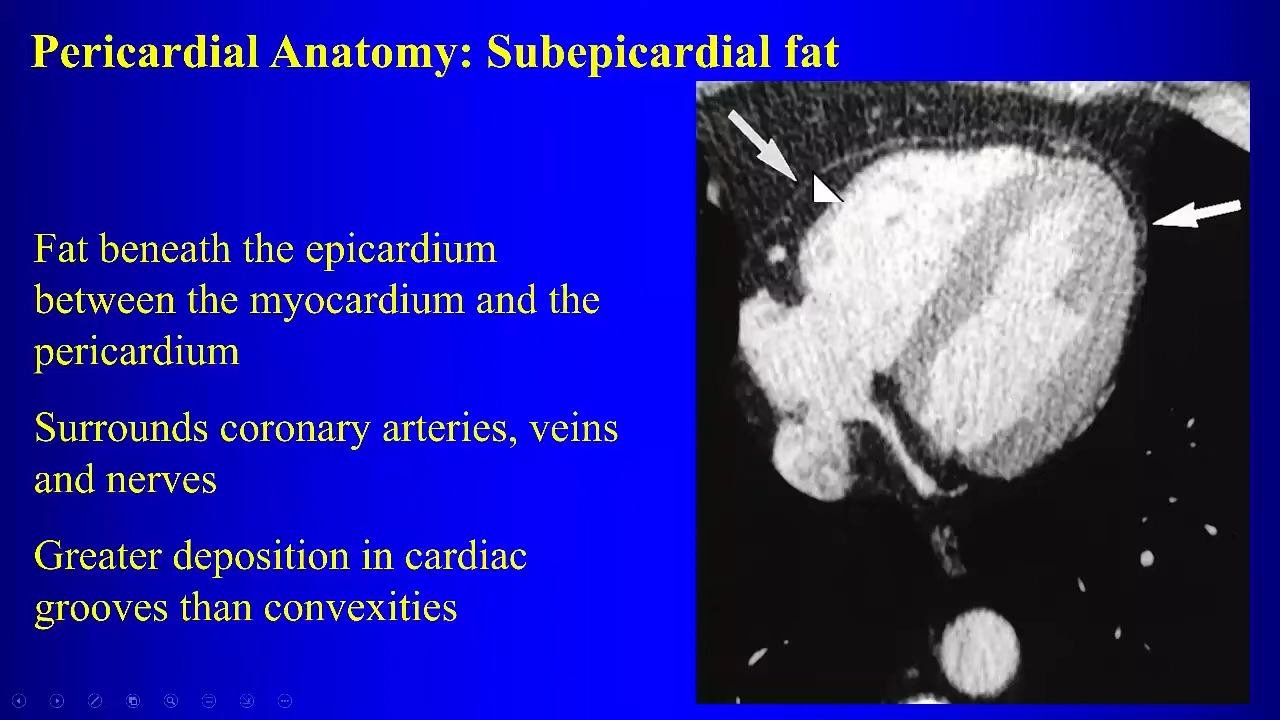 Pericardial Anatomy: Subepicardial fat
Fat beneath the epicardium
between the myocardium and the
pericardium
Surrounds coronary arteries, veins
and nerves
Greater deposition in cardiac
grooves than convexities